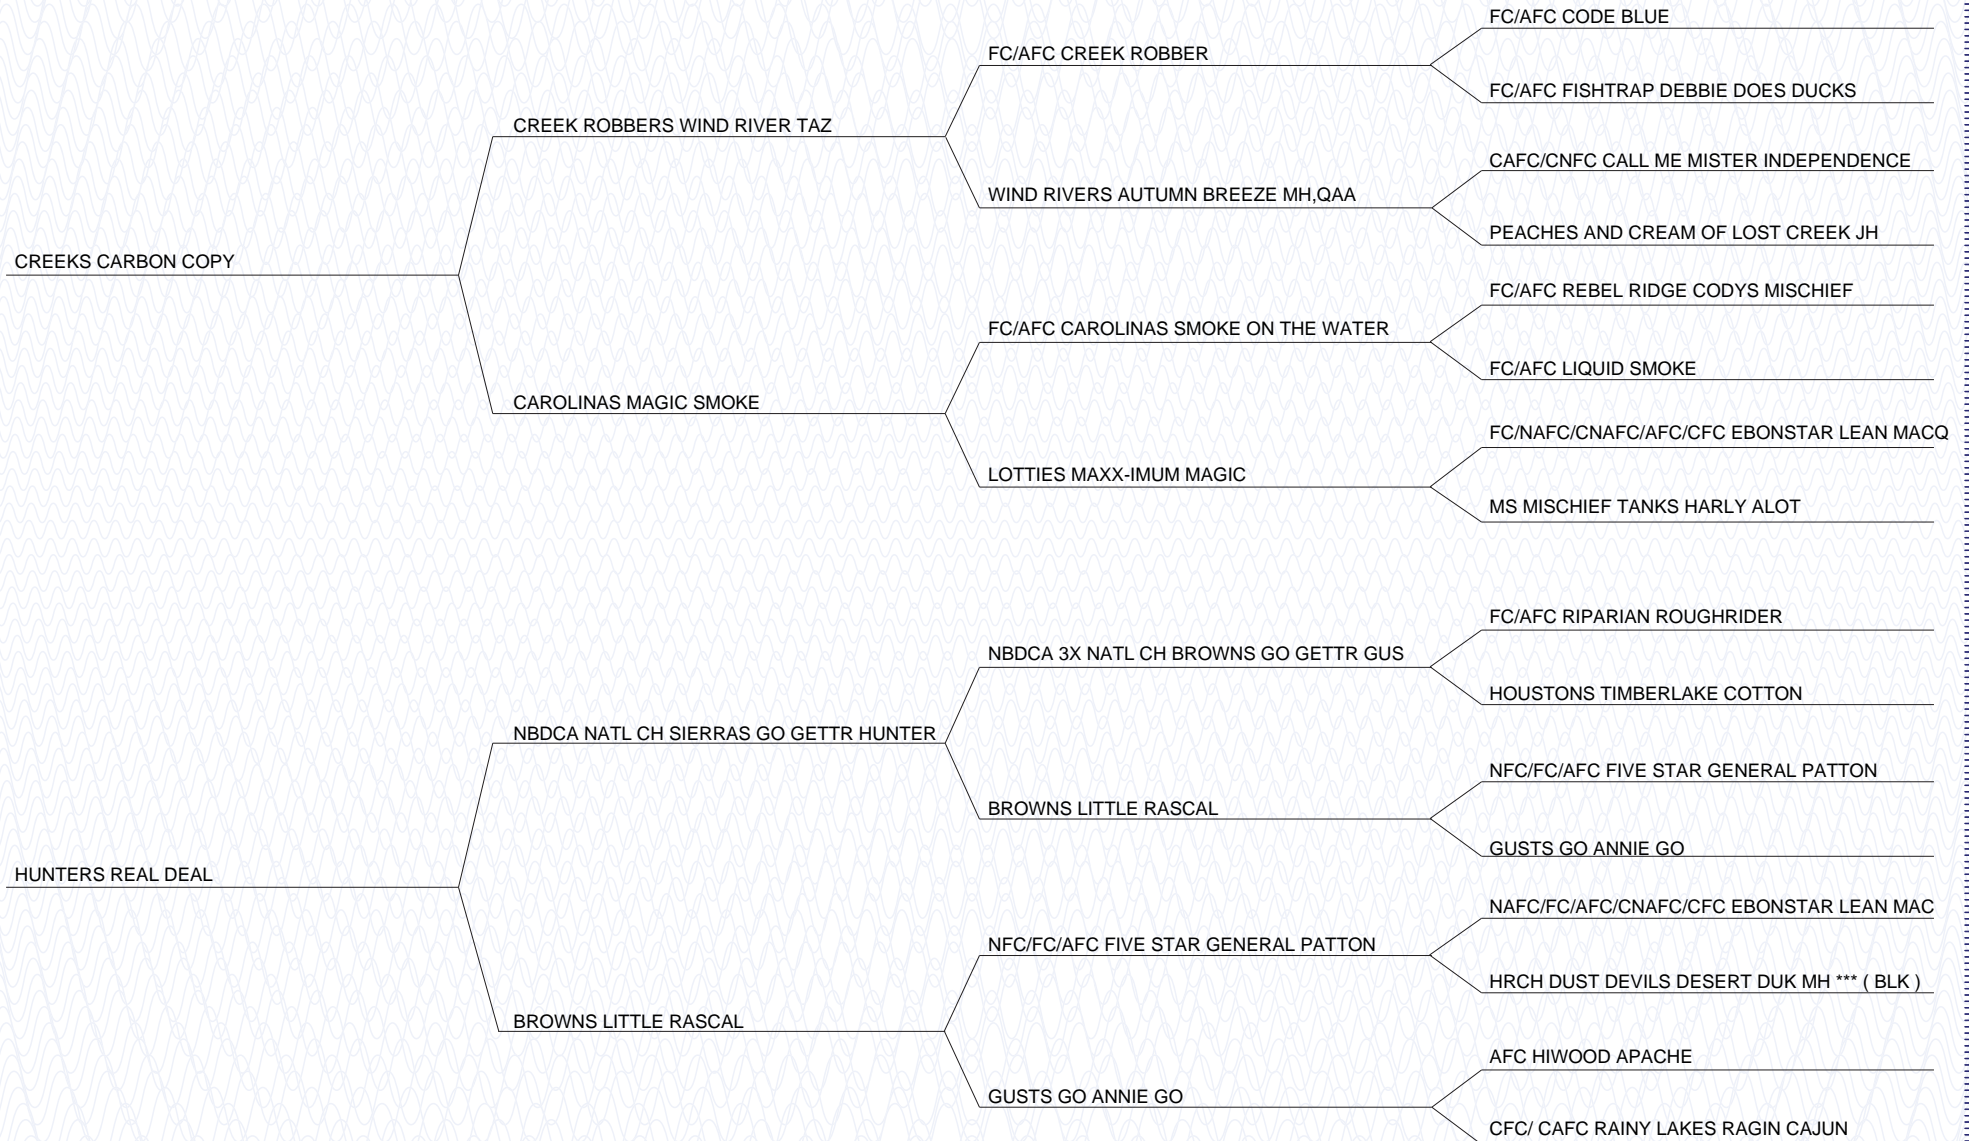 FC/AFC CODE BLUE
FC/AFC CREEK ROBBER
FC/AFC FISHTRAP DEBBIE DOES DUCKS
CREEK ROBBERS WIND RIVER TAZ
CAFC/CNFC CALL ME MISTER INDEPENDENCE
WIND RIVERS AUTUMN BREEZE MH,QAA
PEACHES AND CREAM OF LOST CREEK JH
CREEKS CARBON COPY
FC/AFC REBEL RIDGE CODYS MISCHIEF
FC/AFC CAROLINAS SMOKE ON THE WATER
FC/AFC LIQUID SMOKE
CAROLINAS MAGIC SMOKE
FC/NAFC/CNAFC/AFC/CFC EBONSTAR LEAN MACQ
LOTTIES MAXX-IMUM MAGIC
MS MISCHIEF TANKS HARLY ALOT
FC/AFC RIPARIAN ROUGHRIDER
NBDCA 3X NATL CH BROWNS GO GETTR GUS
HOUSTONS TIMBERLAKE COTTON
NBDCA NATL CH SIERRAS GO GETTR HUNTER
NFC/FC/AFC FIVE STAR GENERAL PATTON
BROWNS LITTLE RASCAL
GUSTS GO ANNIE GO
HUNTERS REAL DEAL
NAFC/FC/AFC/CNAFC/CFC EBONSTAR LEAN MAC
NFC/FC/AFC FIVE STAR GENERAL PATTON
HRCH DUST DEVILS DESERT DUK MH *** ( BLK )
BROWNS LITTLE RASCAL
AFC HIWOOD APACHE
GUSTS GO ANNIE GO
CFC/ CAFC RAINY LAKES RAGIN CAJUN